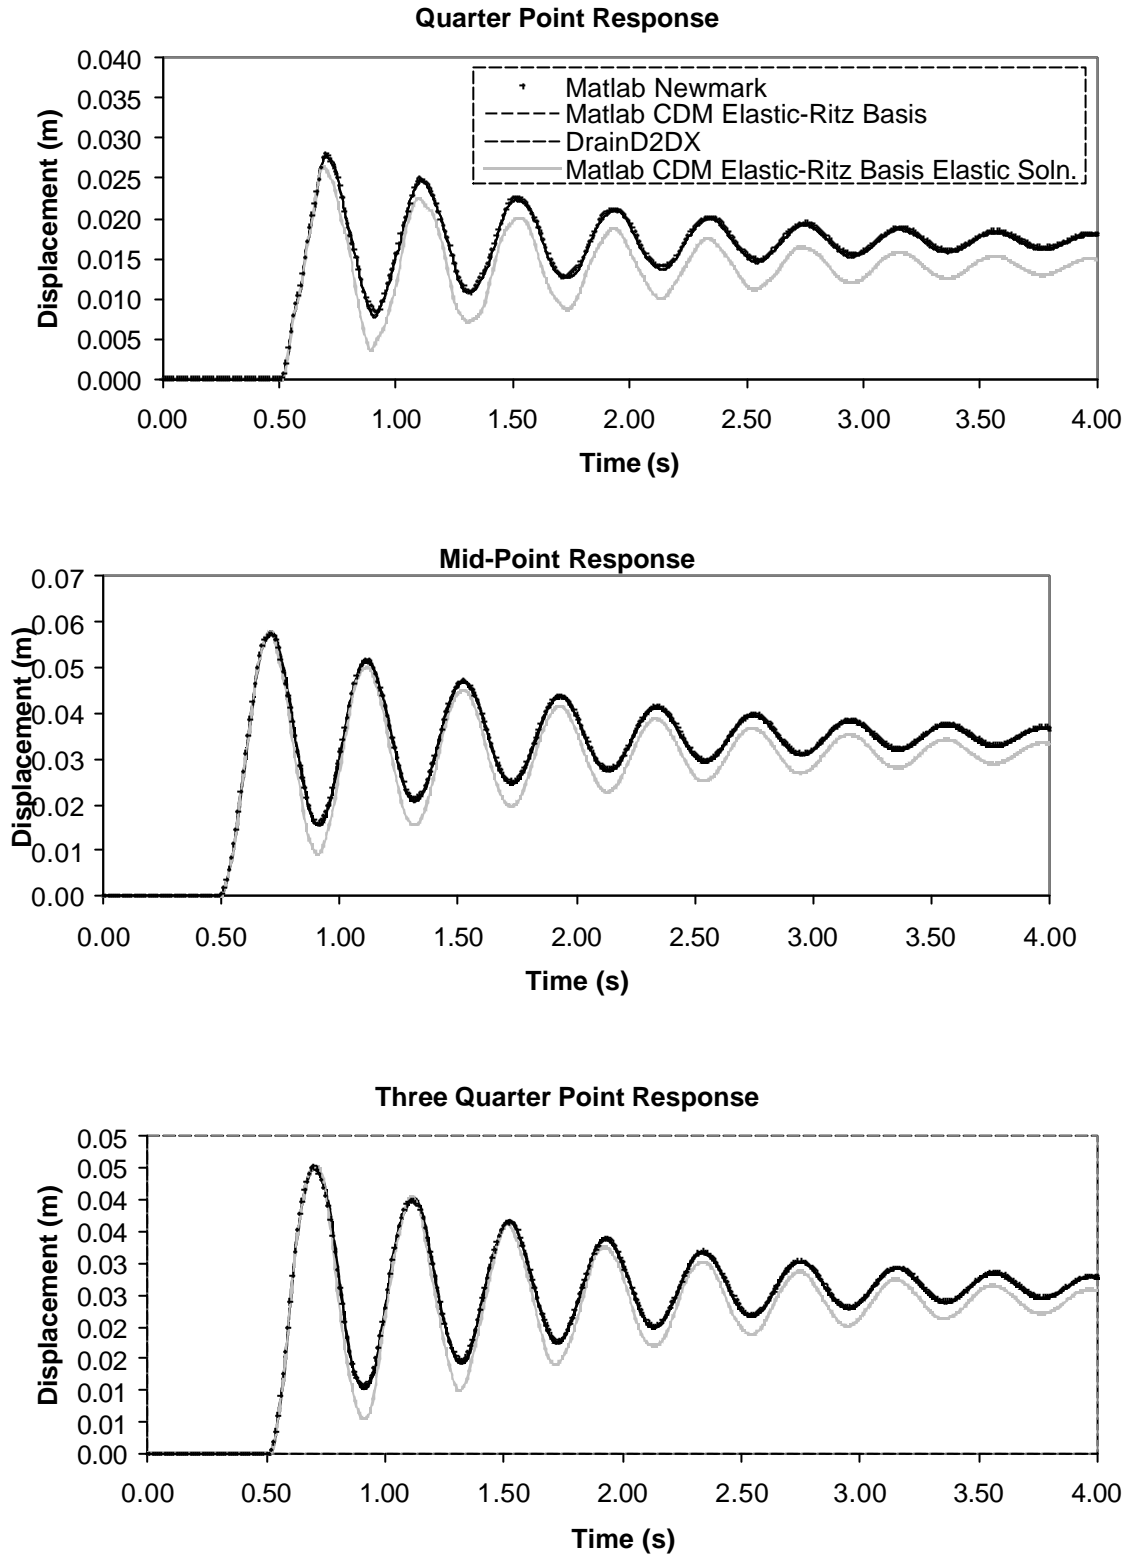 Quarter Point Response
0.040
0.035
0.030
0.025
0.020
0.015
0.010
0.005
0.000
Displacement (m)
Matlab Newmark
Matlab CDM Elastic-Ritz Basis
DrainD2DX
Matlab CDM Elastic-Ritz Basis Elastic Soln.
0.00 0.50 1.00 1.50 2.00 2.50 3.00 3.50 4.00
Time (s)
Mid-Point Response
0.07
0.06
0.05
0.04
0.03
0.02
0.01
0.00
Displacement (m)
0.00 0.50 1.00 1.50 2.00 2.50 3.00 3.50 4.00
Time (s)
Three Quarter Point Response
0.05
0.05
0.04
0.04
0.03
0.03
0.02
0.02
0.01
0.01
0.00
Displacement (m)
0.00 0.50 1.00 1.50 2.00 2.50 3.00 3.50 4.00
Time (s)